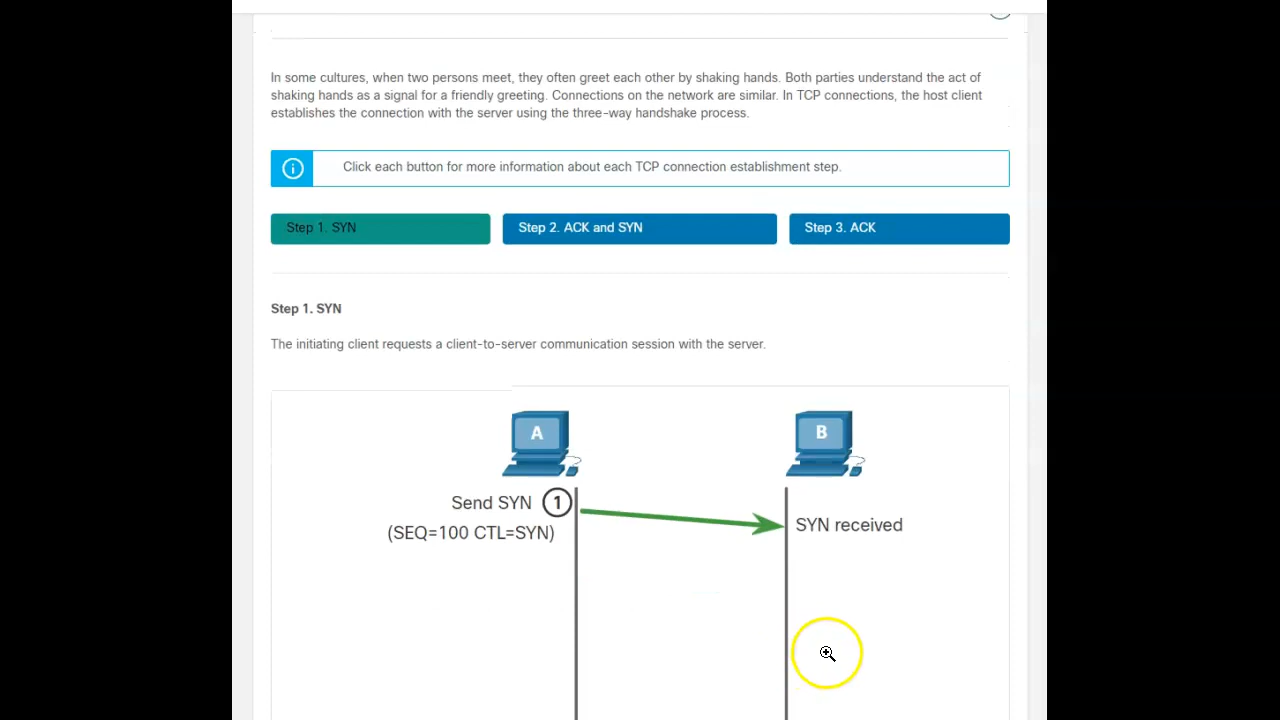 In some cultures, when two persons meet, they often greet each other by shaking hands. Both parties understand the act of
shaking hands as a signal for a friendly greeting. Connections on the network are similar. In TCP connections, the host client
establishes the connection with the server using the three-way handshake process.
Click each button for more information about each TCP connection establishment step.
Step 1. SYN
Step 2. ACK and SYN
Step 3. ACK
Step 1. SYN
The initiating client requests a client-to-server communication session with the server.
A
B
Send SYN 1
(SEQ=100 CTL=SYN)
SYN received